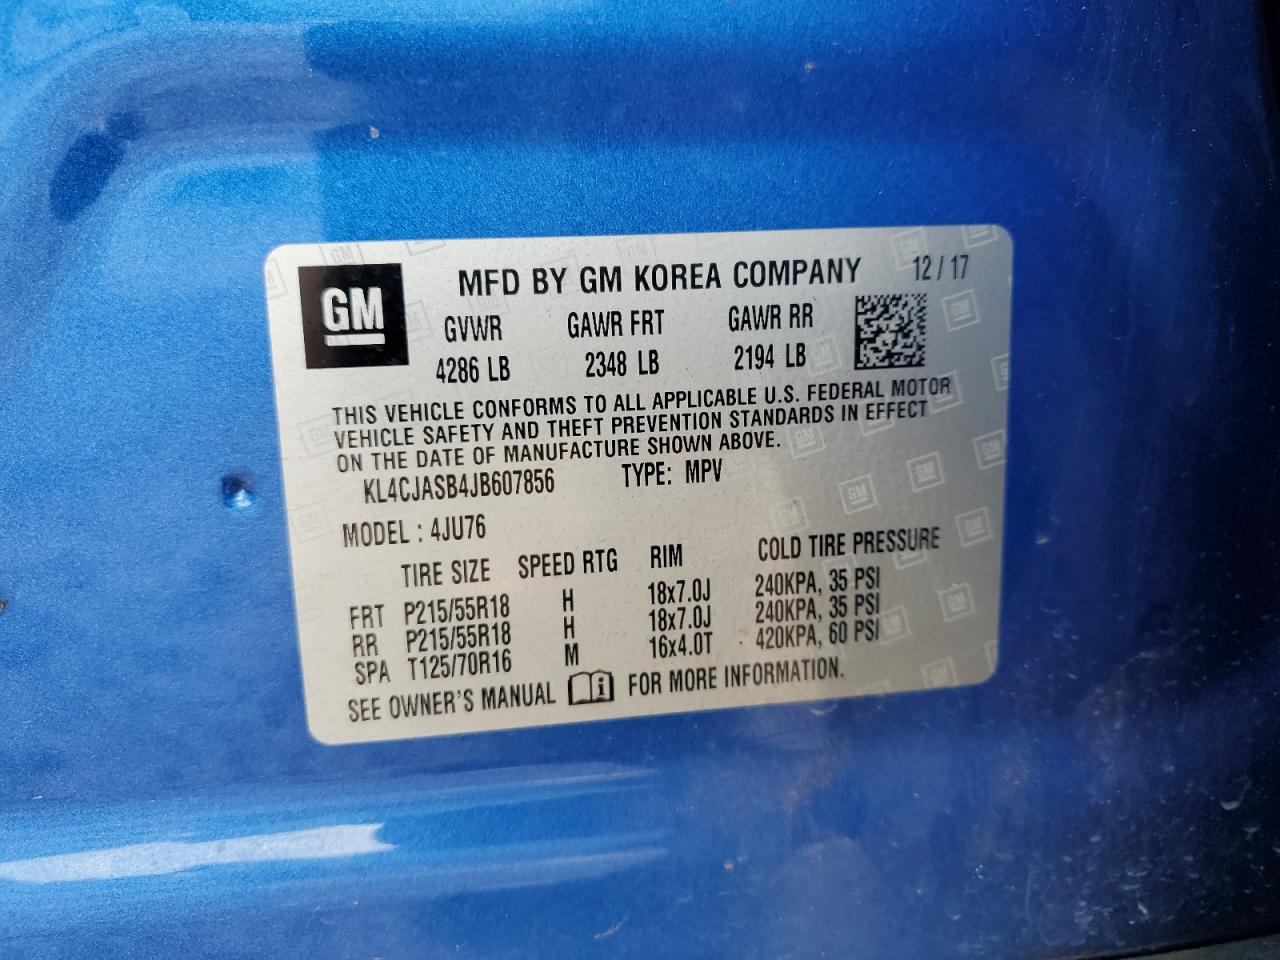 GM
MFD BY GM KOREA COMPANY 12 / 17
GVWR GAWR FRT GAWR RR
4286 LB 2348 LB 2194 LB
THIS VEHICLE CONFORMS TO ALL APPLICABLE U.S. FEDERAL MOTOR
VEHICLE SAFETY AND THEFT PREVENTION STANDARDS IN EFFECT
ON THE DATE OF MANUFACTURE SHOWN ABOVE.
KL4CJASB4JB607856 TYPE: MPV
MODEL : 4JU76
TIRE SIZE SPEED RTG RIM COLD TIRE PRESSURE
FRT P215/55R18 H 18x7.0J 240KPA, 35 PSI
RR P215/55R18 H 18x7.0J 240KPA, 35 PSI
SPA T125/70R16 M 16x4.0T 420KPA, 60 PSI
SEE OWNER'S MANUAL i FOR MORE INFORMATION.